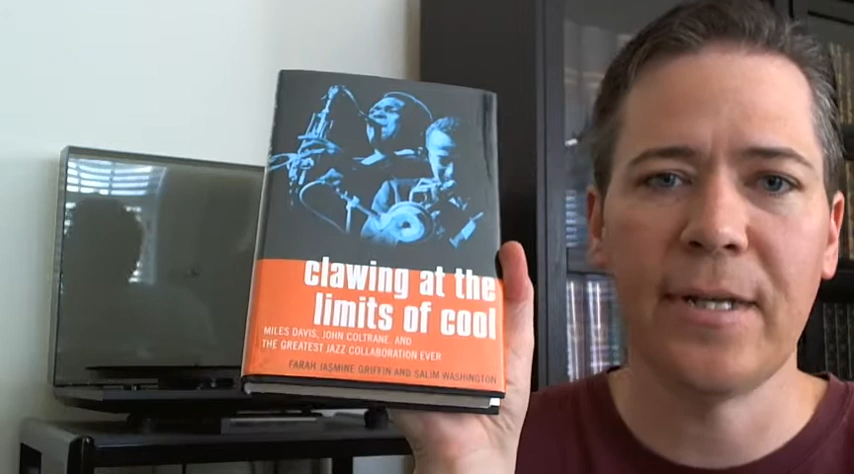 clawing at the
limits of cool
MILES DAVIS, JOHN COLTRANE, AND
THE GREATEST JAZZ COLLABORATION EVER
FARAH JASMINE GRIFFIN AND SALIM WASHINGTON